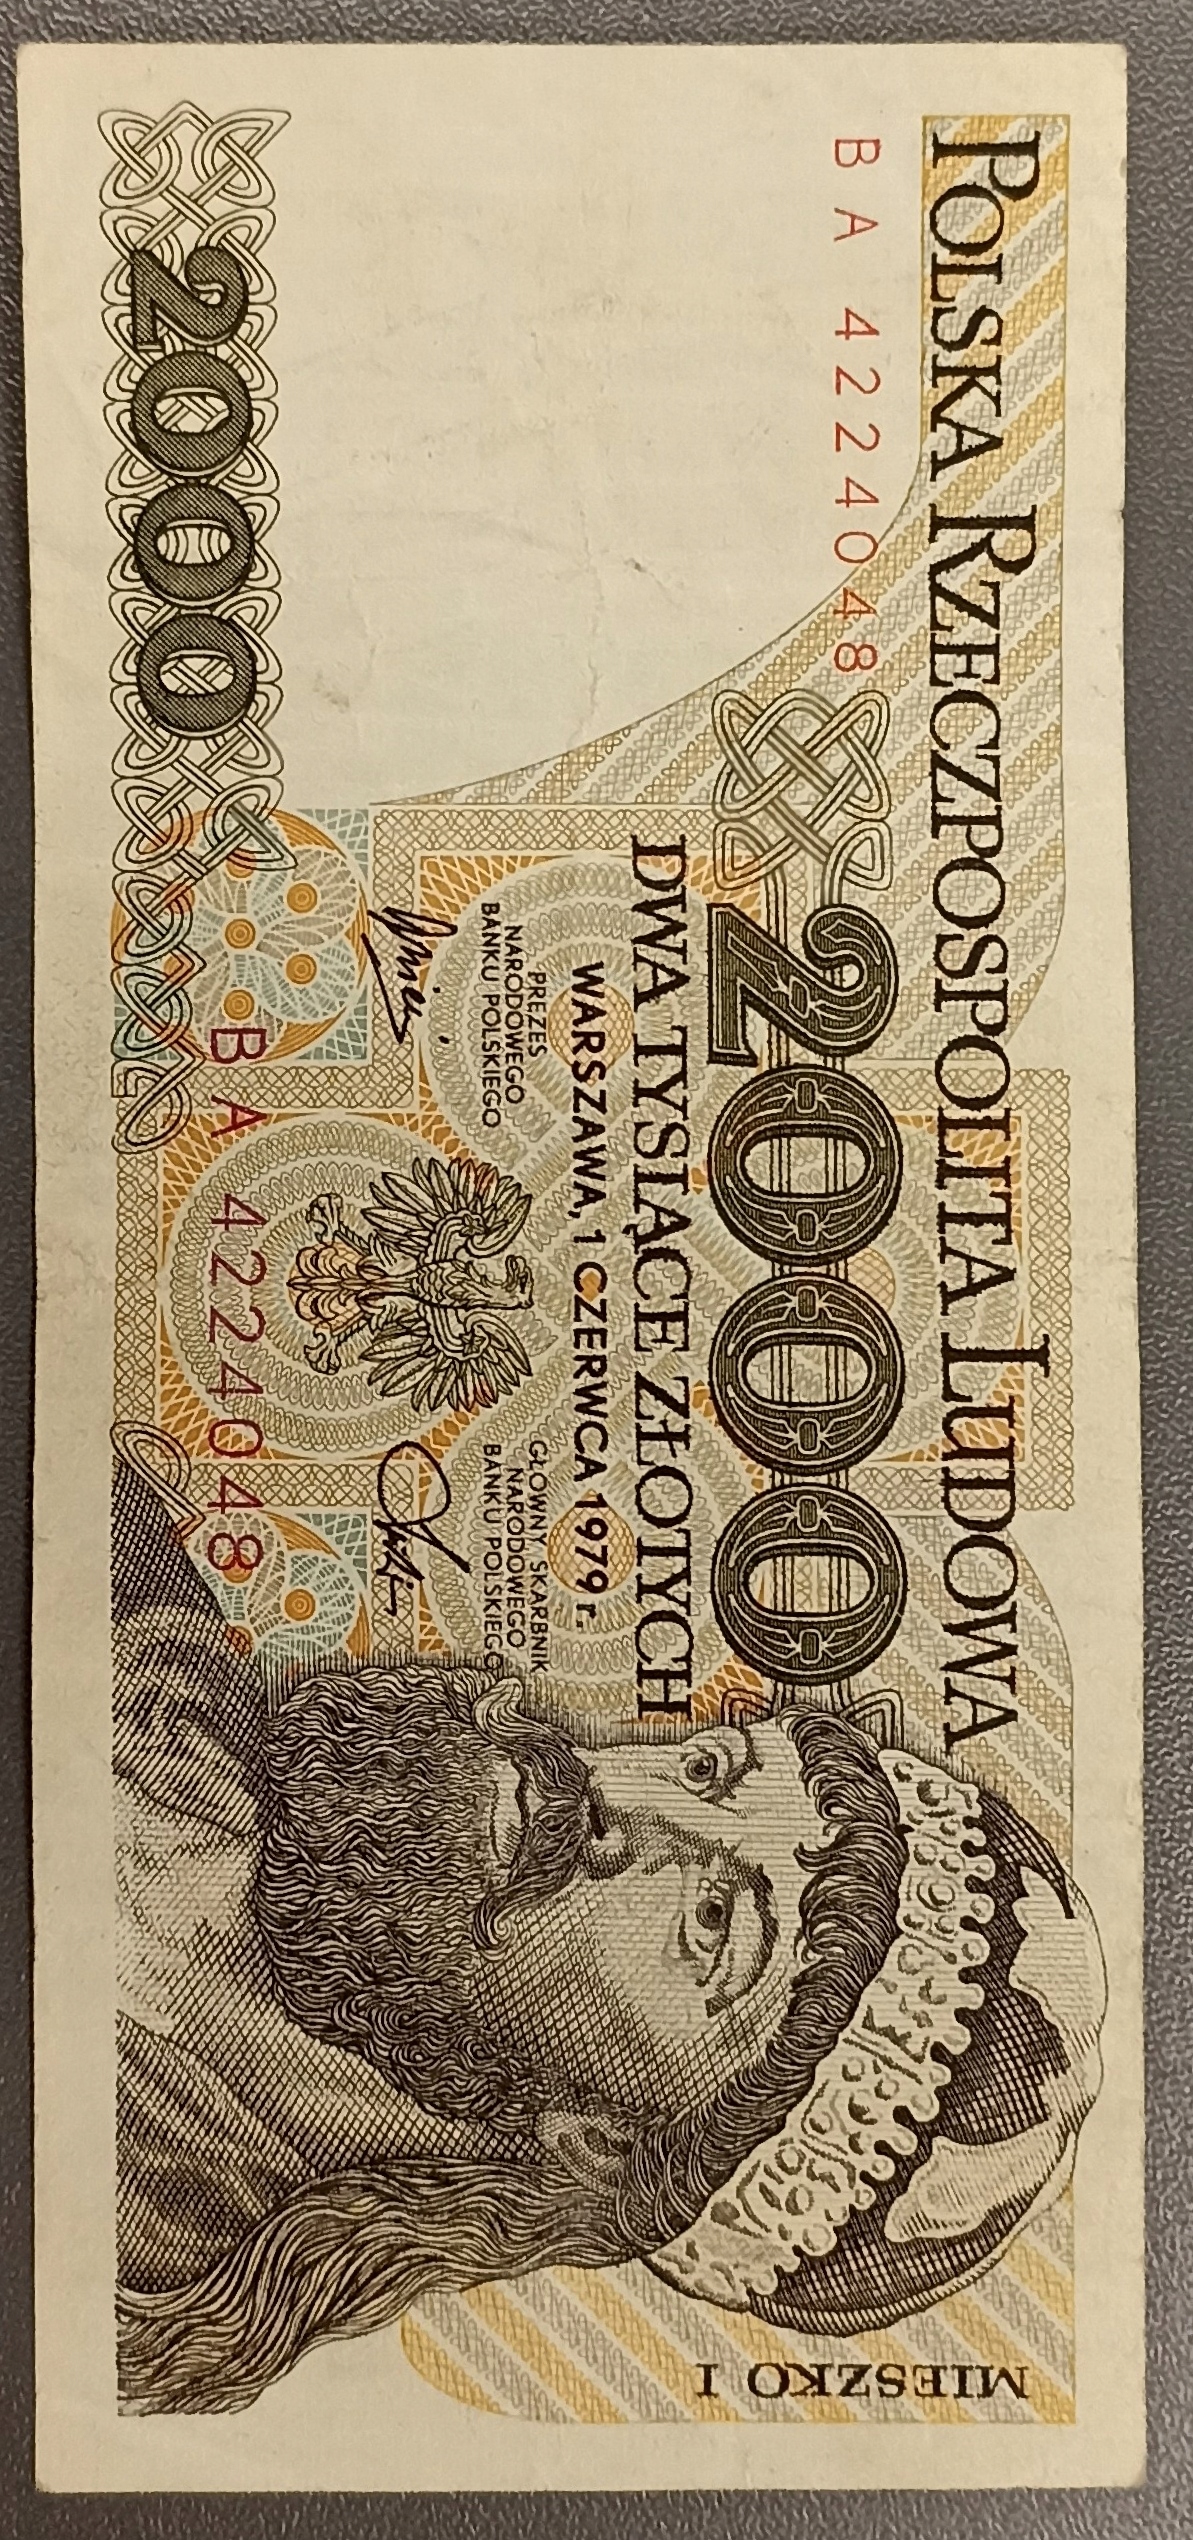 POLSKA RZECZPOSPOLITA LUDOWA
BA 4224048
2000
DWA TYSIĄCE ZŁOTYCH
WARSZAWA, 1 CZERWCA 1979 r.
PREZES
NARODOWEGO
BANKU POLSKIEGO
GŁÓWNY SKARBNIK
NARODOWEGO
BANKU POLSKIEGO
BA 4224048
2000
MIESZKO I